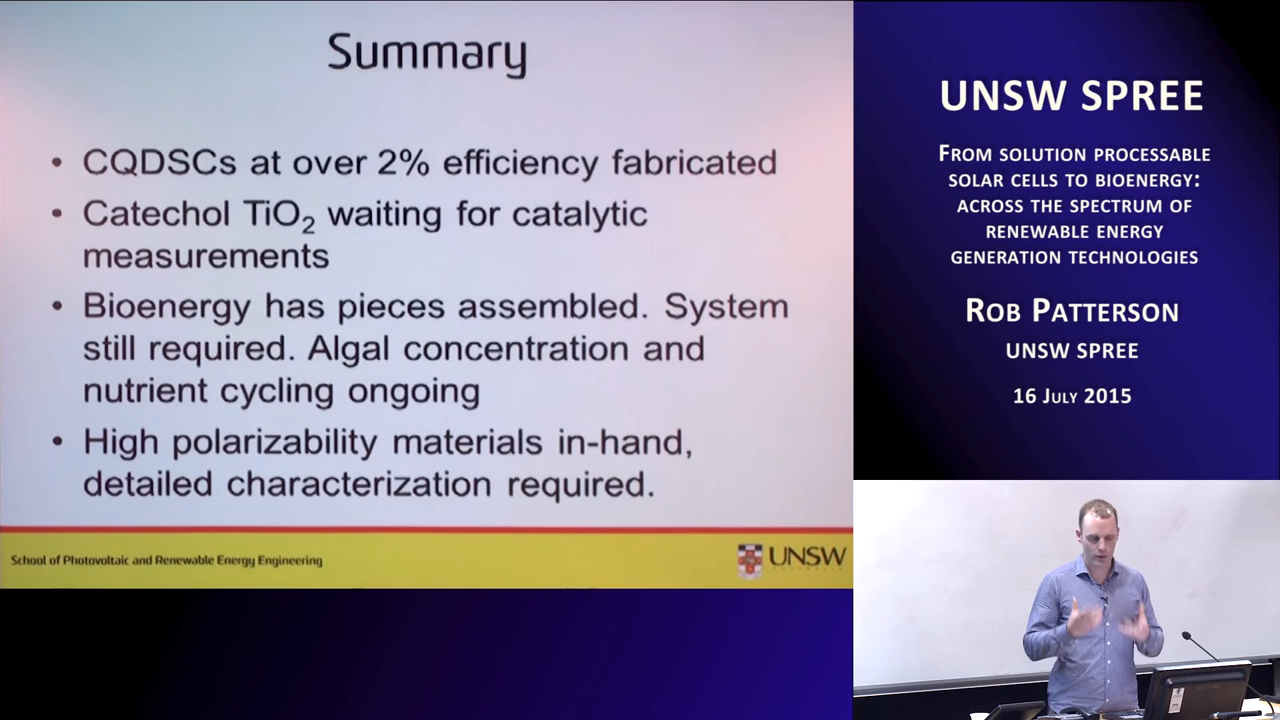 Summary
• CQDSCs at over 2% efficiency fabricated
• Catechol TiO₂ waiting for catalytic
measurements
• Bioenergy has pieces assembled. System
still required. Algal concentration and
nutrient cycling ongoing
• High polarizability materials in-hand,
detailed characterization required.
School of Photovoltaic and Renewable Energy Engineering
UNSW
UNSW SPREE
FROM SOLUTION PROCESSABLE
SOLAR CELLS TO BIOENERGY:
ACROSS THE SPECTRUM OF
RENEWABLE ENERGY
GENERATION TECHNOLOGIES
ROB PATTERSON
UNSW SPREE
16 JULY 2015